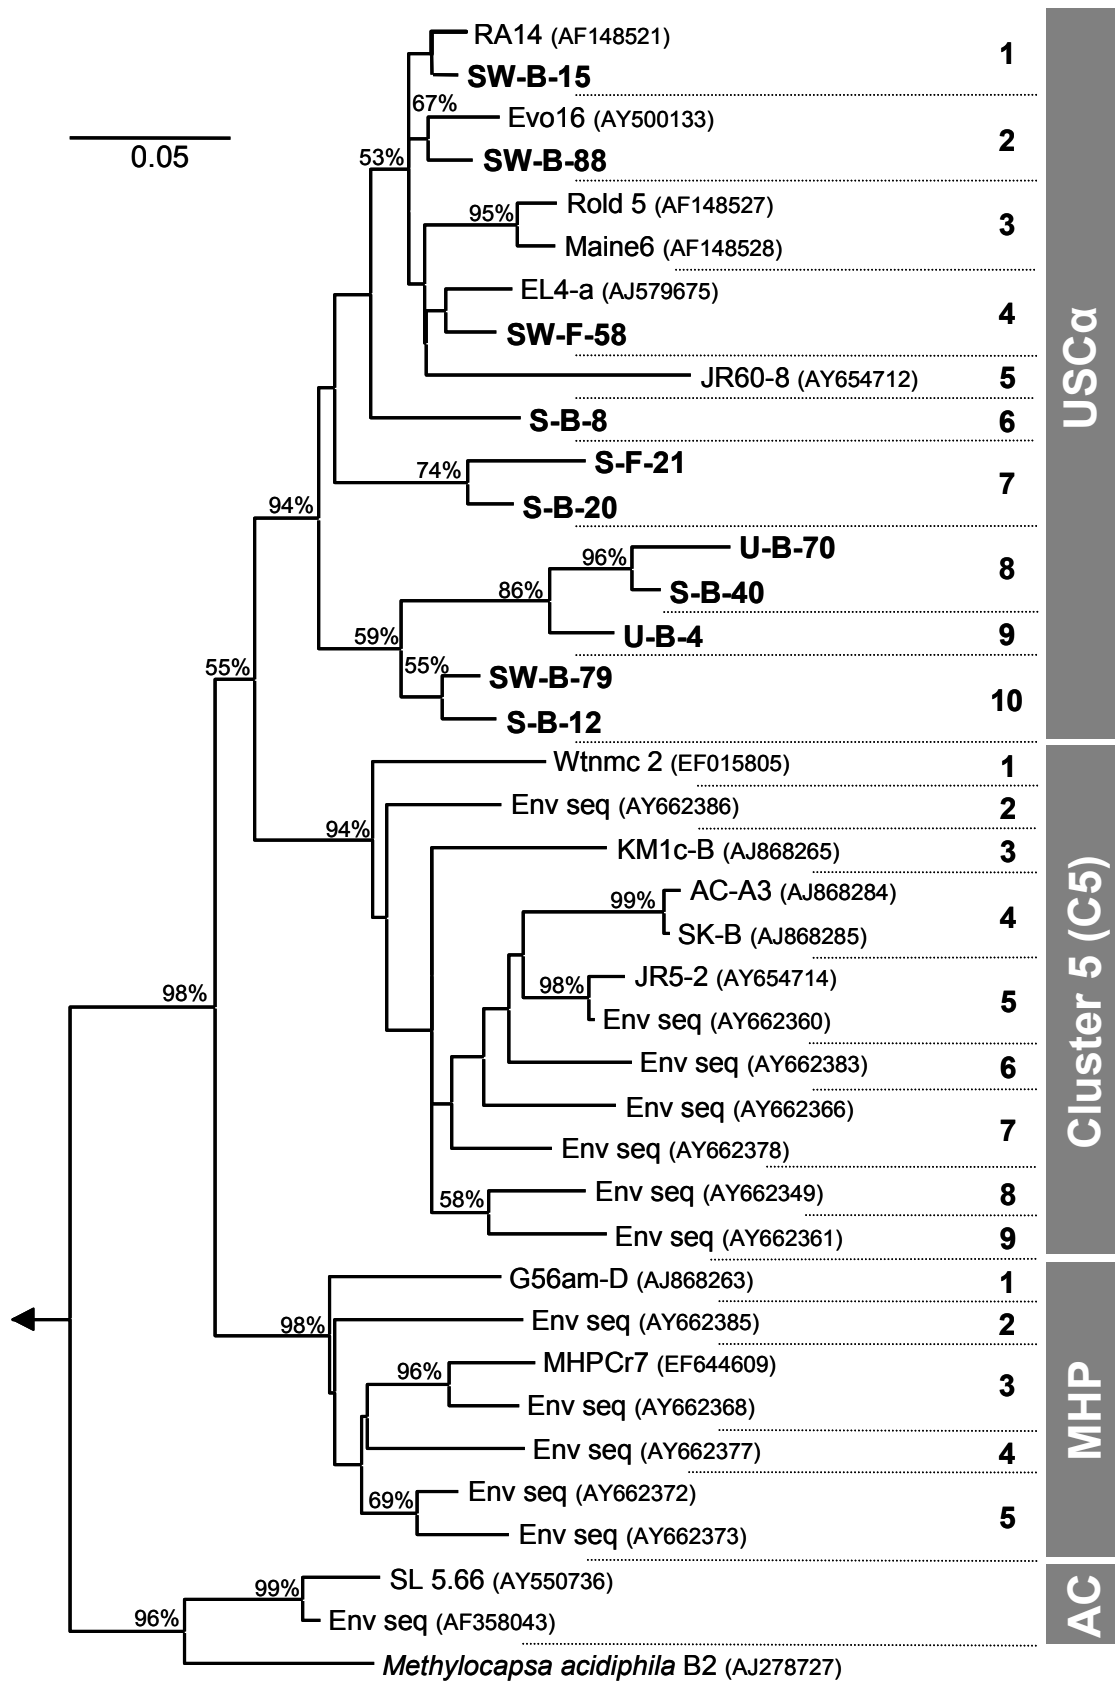 RA14 (AF148521)
1
SW-B-15
67%
Evo16 (AY500133)
2
0.05
53%
SW-B-88
95%
Rold 5 (AF148527)
3
Maine6 (AF148528)
EL4-a (AJ579675)
4
SW-F-58
JR60-8 (AY654712)
5
S-B-8
6
USCα
74%
S-F-21
7
S-B-20
94%
U-B-70
96%
8
S-B-40
86%
U-B-4
9
59%
55%
SW-B-79
55%
10
S-B-12
Wtnmc 2 (EF015805)
1
Env seq (AY662386)
2
94%
KM1c-B (AJ868265)
3
99%
AC-A3 (AJ868284)
4
SK-B (AJ868285)
98%
JR5-2 (AY654714)
5
98%
Env seq (AY662360)
Env seq (AY662383)
6
Env seq (AY662366)
7
Env seq (AY662378)
58%
Env seq (AY662349)
8
Env seq (AY662361)
9
Cluster 5 (C5)
G56am-D (AJ868263)
1
98%
Env seq (AY662385)
2
96%
MHPCr7 (EF644609)
3
Env seq (AY662368)
Env seq (AY662377)
4
69%
Env seq (AY662372)
5
Env seq (AY662373)
MHP
99%
SL 5.66 (AY550736)
96%
Env seq (AF358043)
AC
Methylocapsa acidiphila B2 (AJ278727)